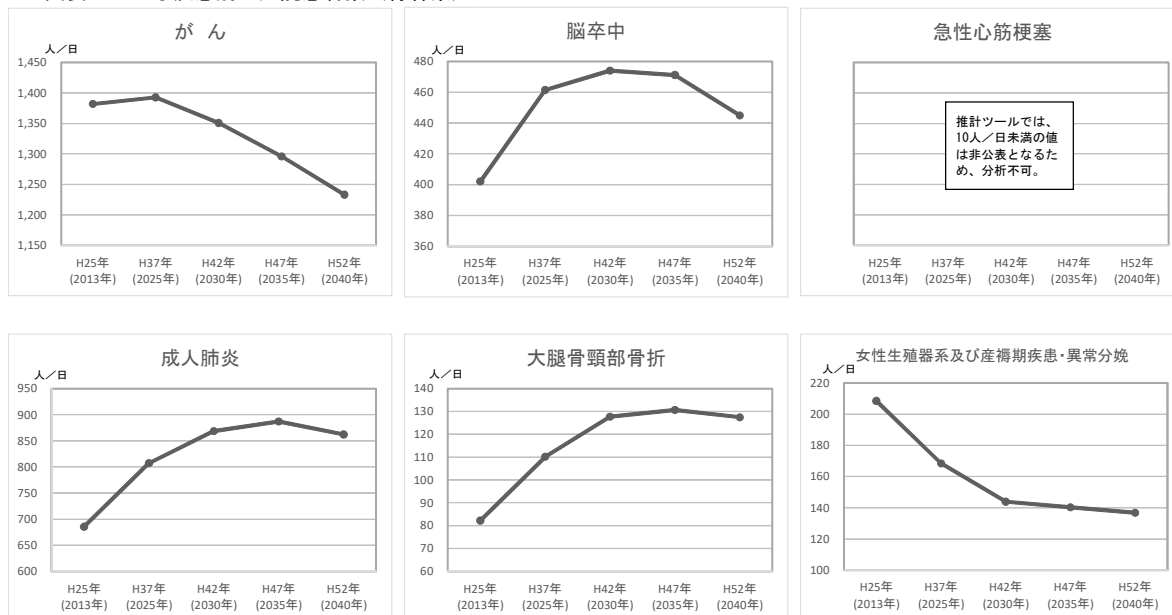 が ん
人／日
1,450
1,400
1,350
1,300
1,250
1,200
1,150
H25年 H37年 H42年 H47年 H52年
(2013年) (2025年) (2030年) (2035年) (2040年)
脳卒中
人／日
480
460
440
420
400
380
360
H25年 H37年 H42年 H47年 H52年
(2013年) (2025年) (2030年) (2035年) (2040年)
急性心筋梗塞
推計ツールでは、
10人／日未満の値
は非公表となるた
め、分析不可。
H25年 H37年 H42年 H47年 H52年
(2013年) (2025年) (2030年) (2035年) (2040年)
成人肺炎
人／日
950
900
850
800
750
700
650
600
H25年 H37年 H42年 H47年 H52年
(2013年) (2025年) (2030年) (2035年) (2040年)
大腿骨頸部骨折
人／日
140
130
120
110
100
90
80
70
60
H25年 H37年 H42年 H47年 H52年
(2013年) (2025年) (2030年) (2035年) (2040年)
女性生殖器系及び産褥期疾患・異常分娩
人／日
220
200
180
160
140
120
100
H25年 H37年 H42年 H47年 H52年
(2013年) (2025年) (2030年) (2035年) (2040年)